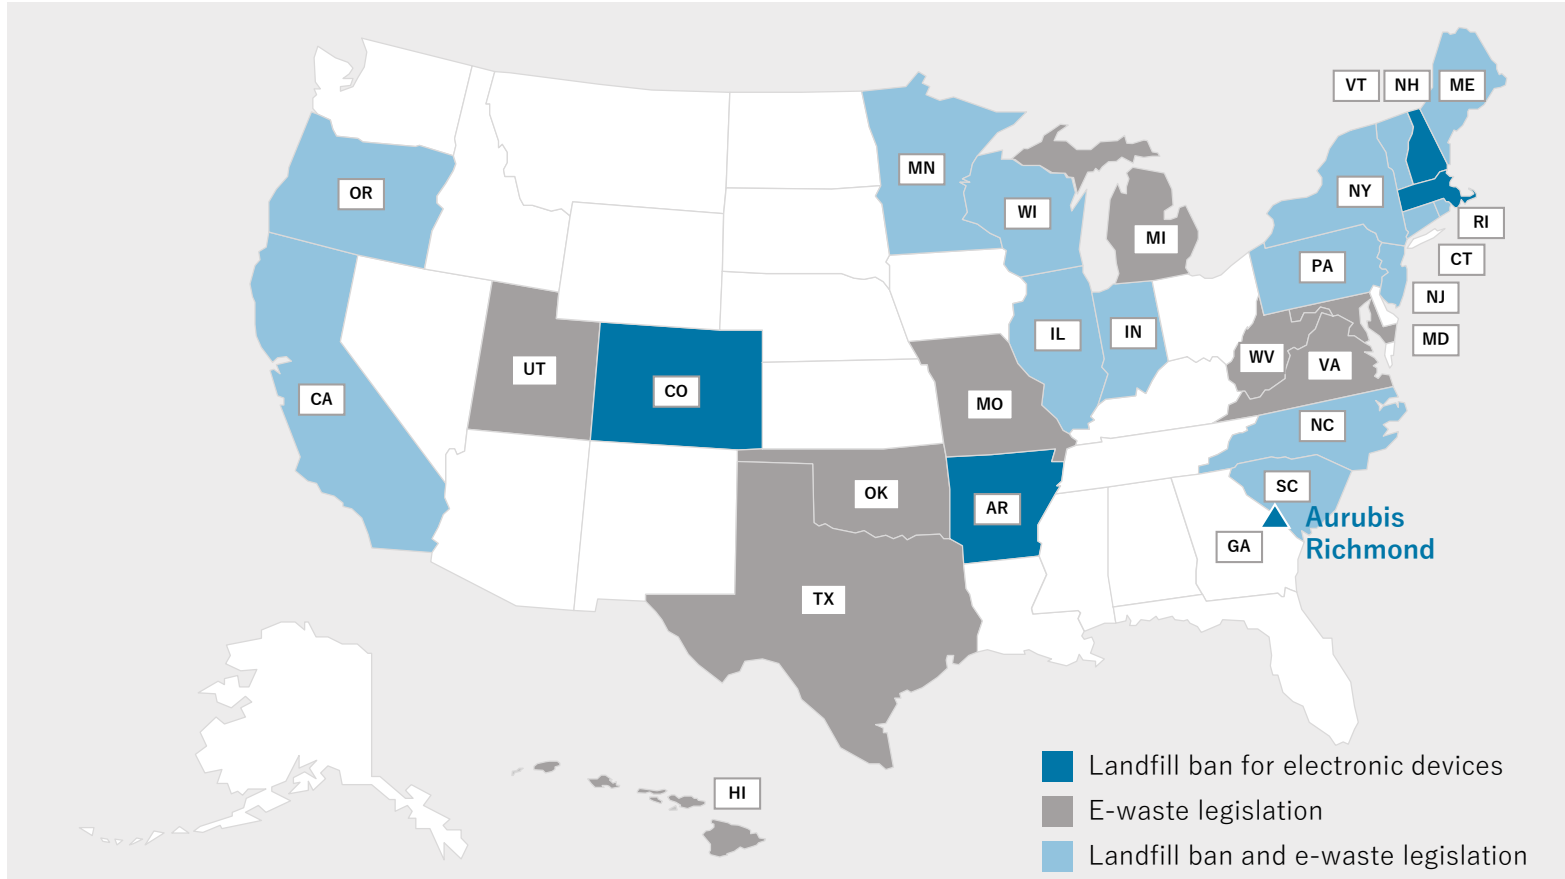 VT
NH
ME
OR
MN
NY
WI
MI
RI
PA
CT
NJ
IL
IN
MD
UT
CO
WV
VA
CA
MO
NC
OK
SC
AR
Aurubis
Richmond
GA
TX
HI
Landfill ban for electronic devices
E-waste legislation
Landfill ban and e-waste legislation